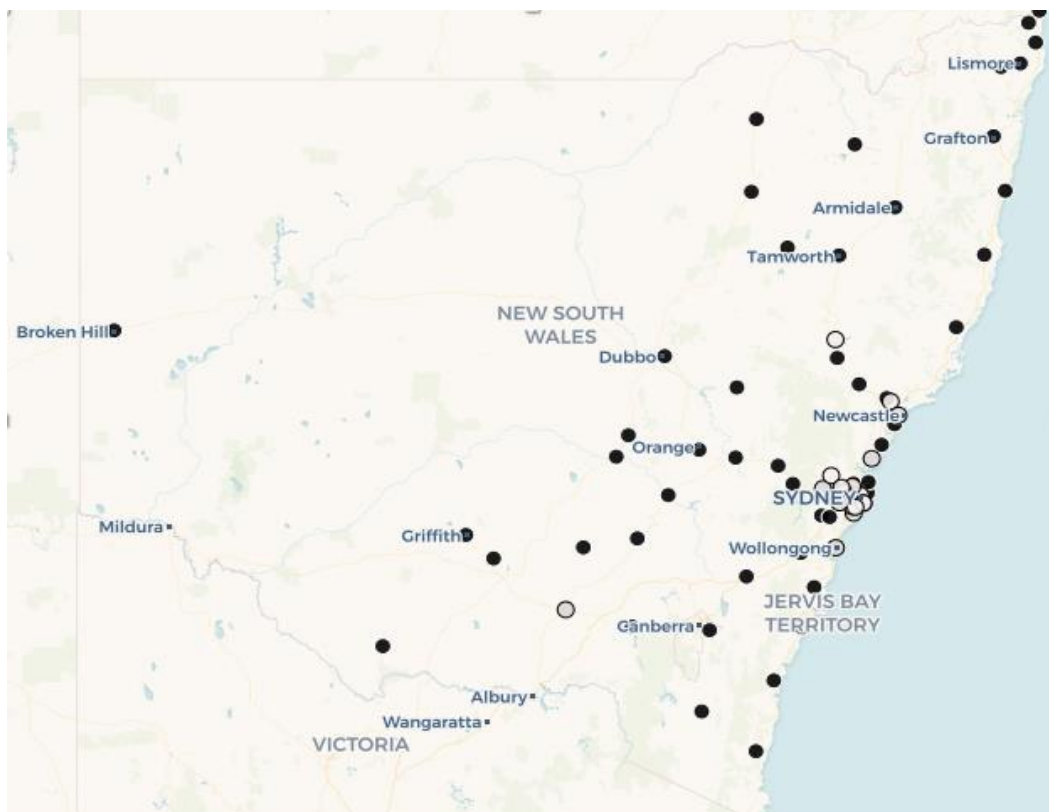 Lismore
Grafton
Armidale
Tamworth
NEW SOUTH
WALES
Broken Hill
Dubbo
Newcastle
Orange
SYDNEY
Mildura
Griffith
Wollongong
JERVIS BAY
TERRITORY
Canberra
Albury
Wangaratta
VICTORIA